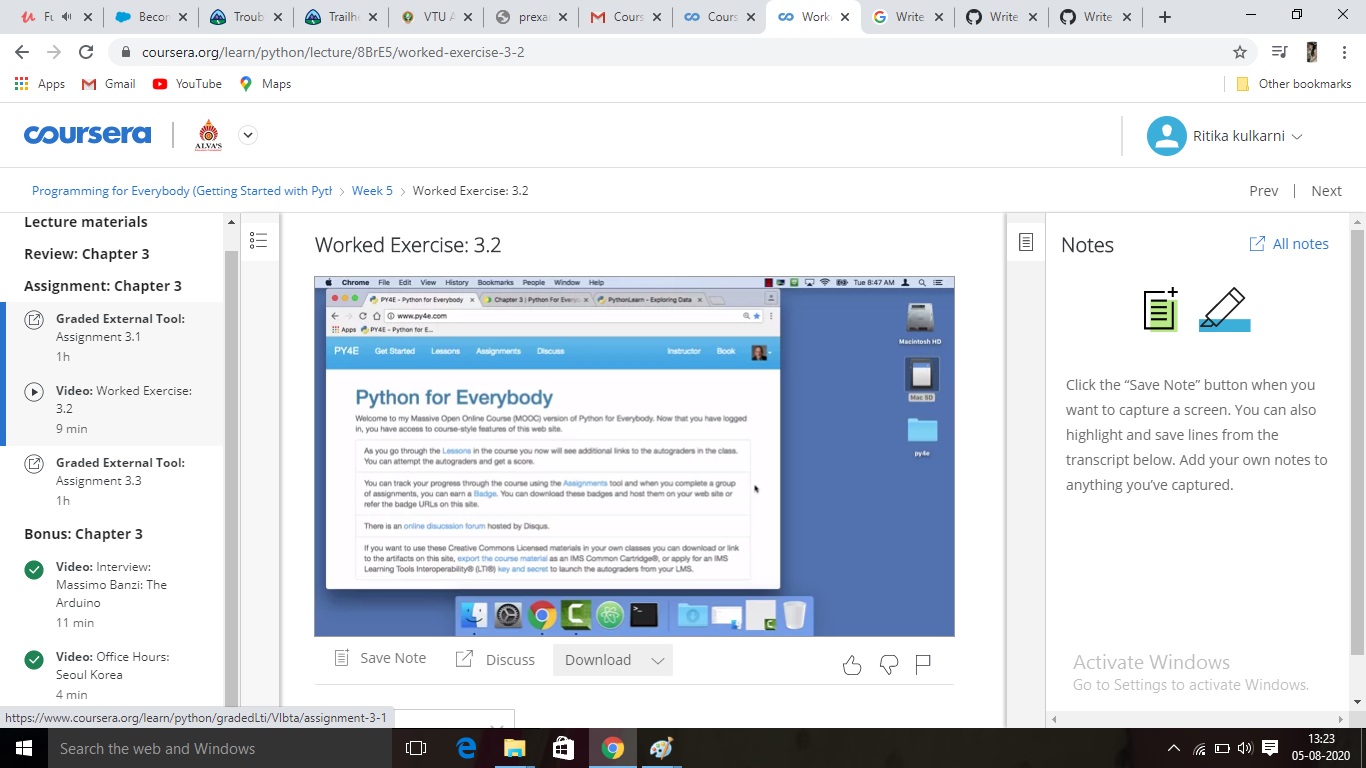 Fu
Becon
Troub
Trailhe
VTU A
prexar
Cours
Cours
Work
Write
Write
Write
coursera.org/learn/python/lecture/8BrE5/worked-exercise-3-2
Apps
Gmail
YouTube
Maps
Other bookmarks
coursera
ALVA'S
Ritika kulkarni
Programming for Everybody (Getting Started with Pyth
Week 5
Worked Exercise: 3.2
Prev | Next
Lecture materials
Review: Chapter 3
Assignment: Chapter 3
Graded External Tool:
Assignment 3.1
1h
Video: Worked Exercise:
3.2
9 min
Graded External Tool:
Assignment 3.3
1h
Bonus: Chapter 3
Video: Interview:
Massimo Banzi: The
Arduino
11 min
Video: Office Hours:
Seoul Korea
4 min
https://www.coursera.org/learn/python/gradedLti/VIbta/assignment-3-1
Worked Exercise: 3.2
Chrome File Edit View History Bookmarks People Window Help
Tue 8:47 AM
PY4E - Python for Everybody
Chapter 3 | Python For Every
PythonLearn - Exploring Data
www.py4e.com
Apps PY4E - Python for E...
PY4E Get Started Lessons Assignments Discuss Instructor Book
Python for Everybody
Welcome to my Massive Open Online Course (MOOC) version of Python for Everybody. Now that you have logged
in, you have access to course-style features of this web site.
As you go through the Lessons in the course you now will see additional links to the autograders in the class.
You can attempt the autograders and get a score.
You can track your progress through the course using the Assignments tool and when you complete a group
of assignments, you can earn a Badge. You can download these badges and host them on your web site or
refer the badge URLs on this site.
There is an online disucssion forum hosted by Disqus.
If you want to use these Creative Commons Licensed materials in your own classes you can download or link
to the artifacts on this site, export the course material as an IMS Common Cartridge®, or apply for an IMS
Learning Tools Interoperability® (LTI®) key and secret to launch the autograders from your LMS.
Macintosh HD
Mac SD
py4e
Save Note
Discuss
Download
Notes
All notes
Click the “Save Note” button when you
want to capture a screen. You can also
highlight and save lines from the
transcript below. Add your own notes to
anything you’ve captured.
Activate Windows
Go to Settings to activate Windows.
Search the web and Windows
13:23
05-08-2020